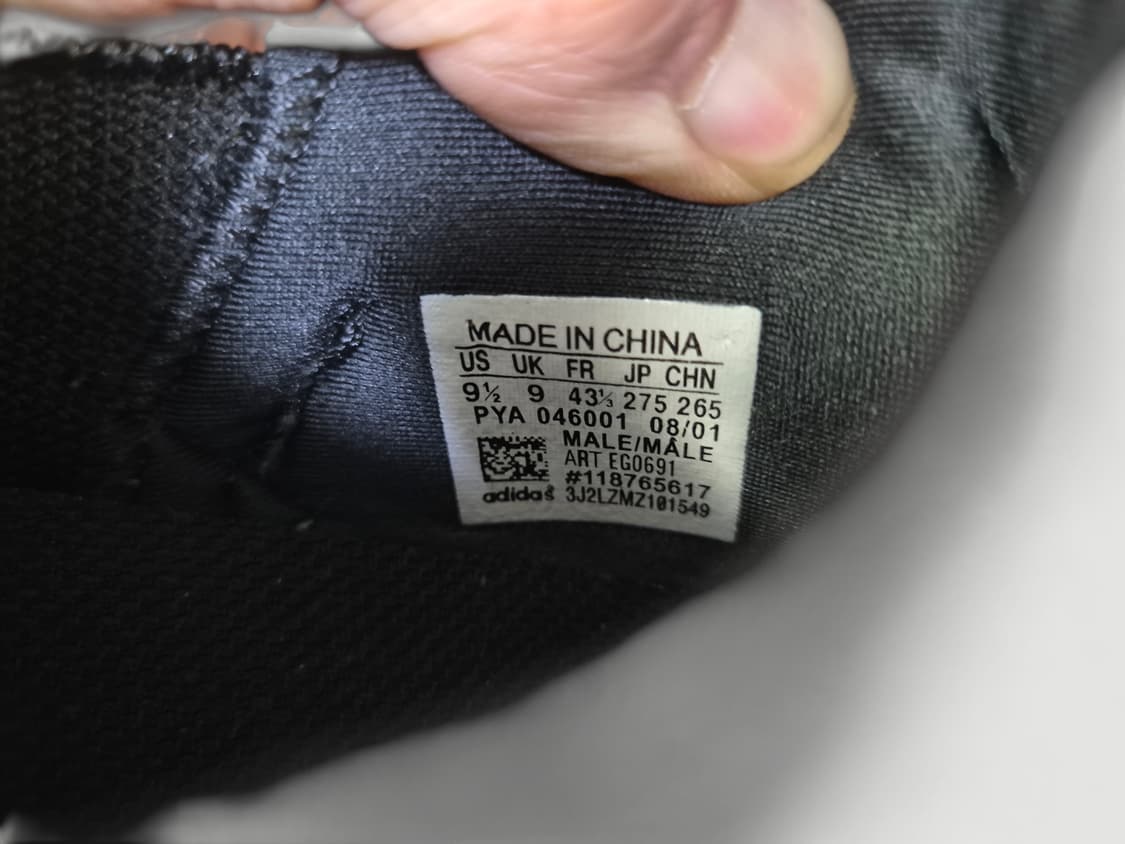 MADE IN CHINA
US UK FR JP CHN
9½ 9 43⅓ 275 265
PYA 046001 08/01
MALE/MÂLE
ART EG0691
#118765617
adidas 3J2LZMZ101549